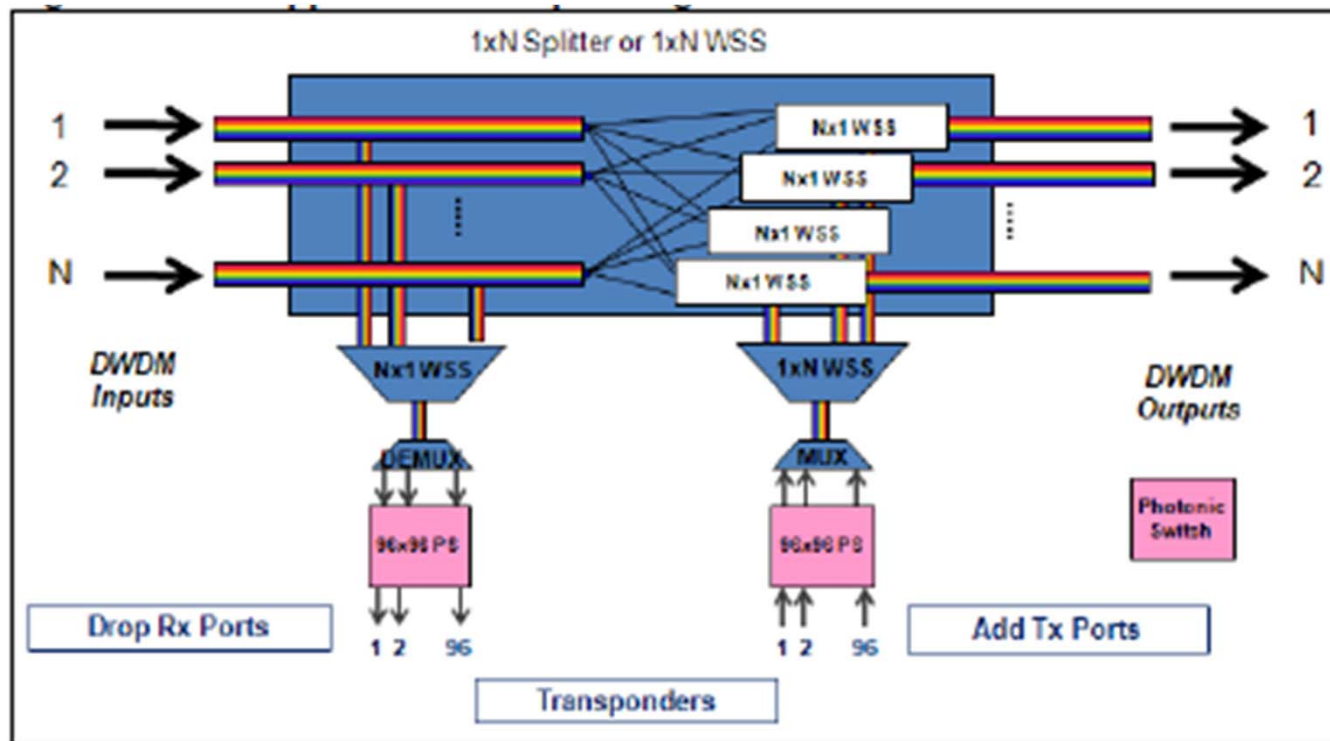 1xN Splitter or 1xN WSS
1
2
N
Nx1 WSS
Nx1 WSS
Nx1 WSS
Nx1 WSS
1
2
N
DWDM
Inputs
Nx1 WSS
1xN WSS
DWDM
Outputs
DEMUX
MUX
96x96 PS
96x96 PS
Photonic
Switch
Drop Rx Ports
1 2 96
1 2 96
Add Tx Ports
Transponders